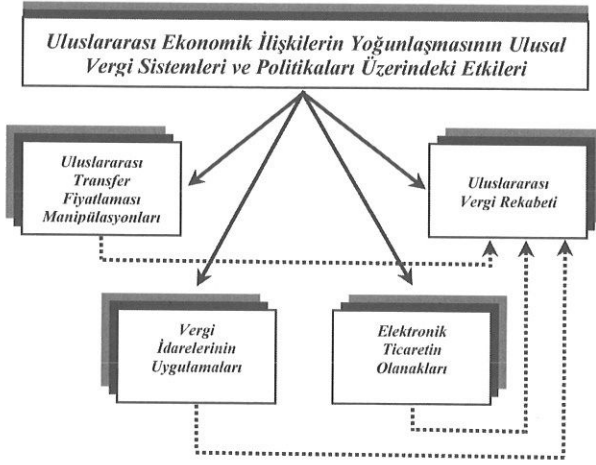 Uluslararası Ekonomik İlişkilerin Yoğunlaşmasının Ulusal
Vergi Sistemleri ve Politikaları Üzerindeki Etkileri
Uluslararası
Transfer
Fiyatlaması
Manipülasyonları
Uluslararası
Vergi Rekabeti
Vergi
İdarelerinin
Uygulamaları
Elektronik
Ticaretin
Olanakları